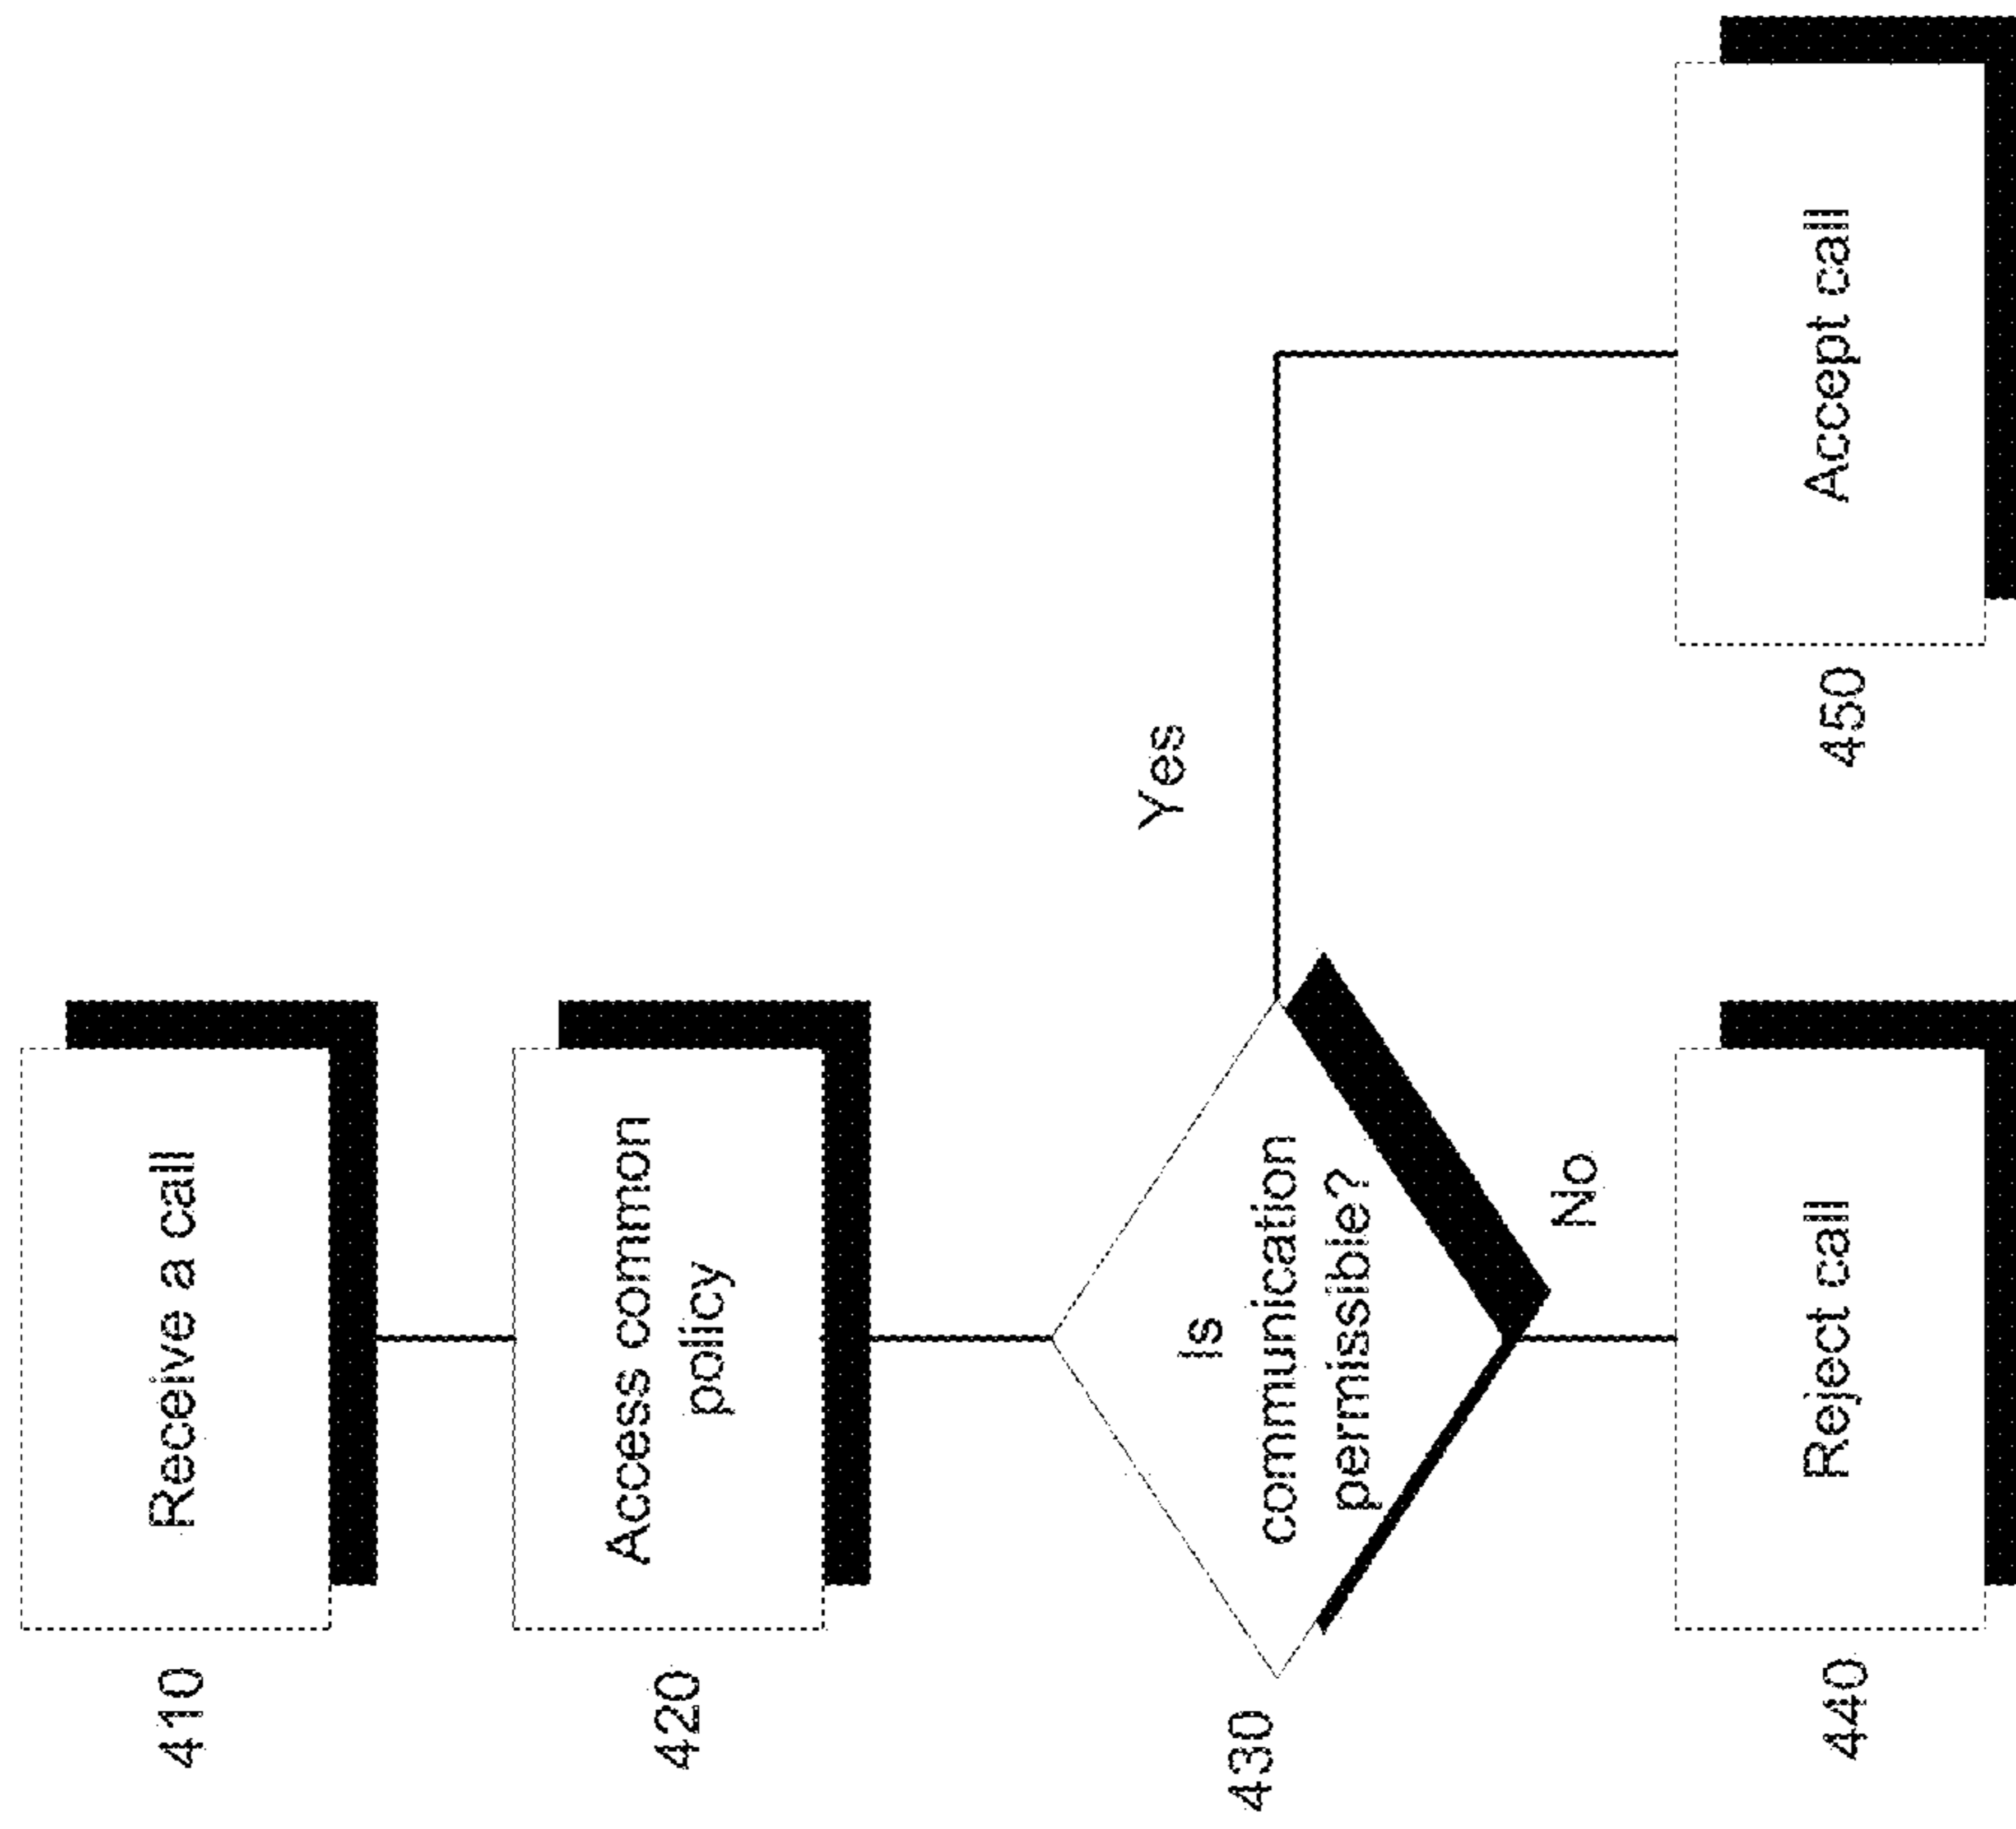 410
Receive a call
420
Access common
policy
430
Is
communication
permissible?
Yes
No
440
Reject call
450
Accept call